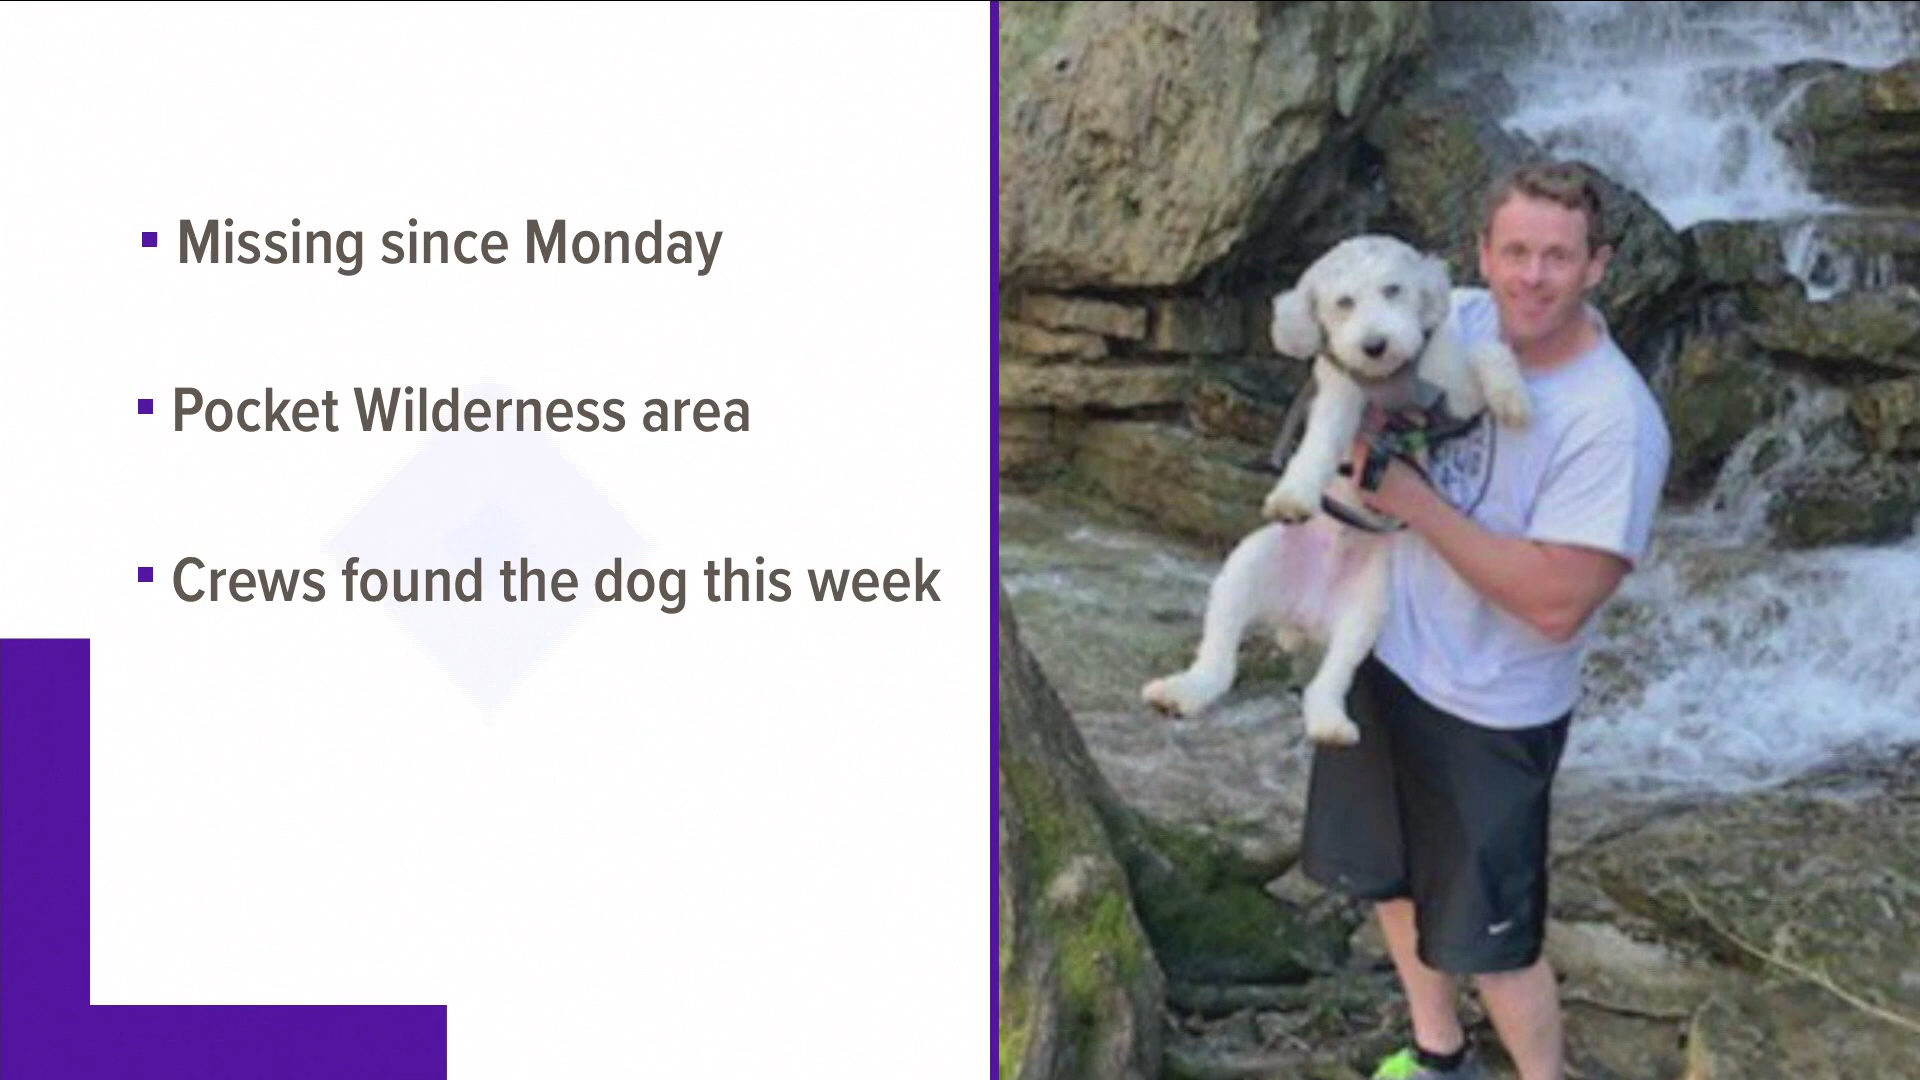 Missing since Monday
Pocket Wilderness area
Crews found the dog this week